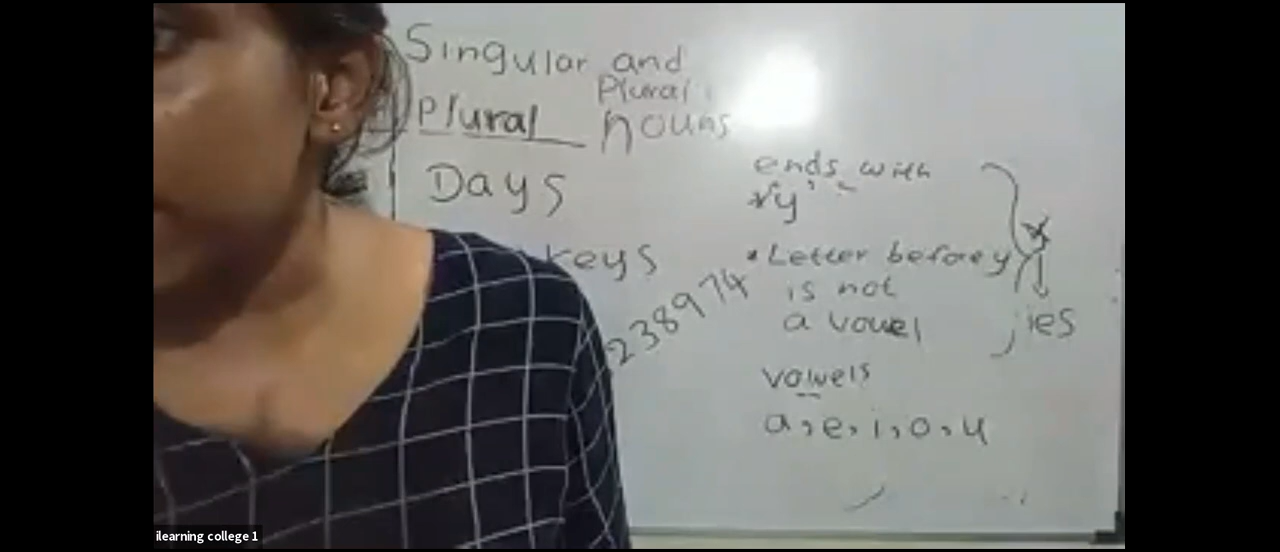 Singular and
Plural
Plural nouns
Days
keys
238974
ends with
"y"
• Letter before y
is not
a vowel
ies
vowels
a, e, i, o, u
ilearning college 1